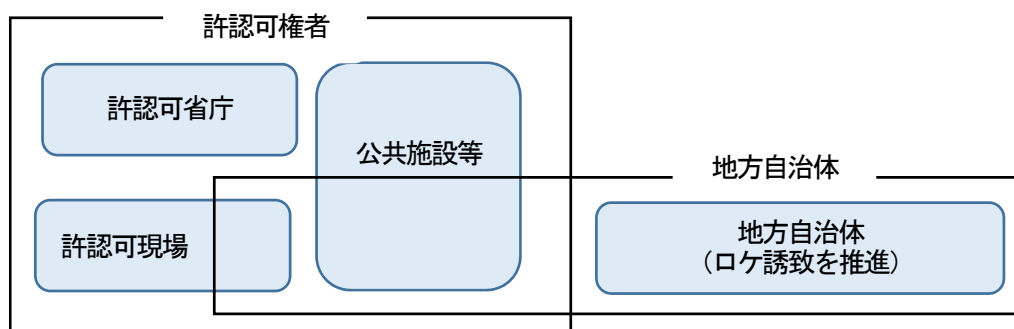 許認可権者
許認可省庁
公共施設等
地方自治体
許認可現場
地方自治体
（ロケ誘致を推進）